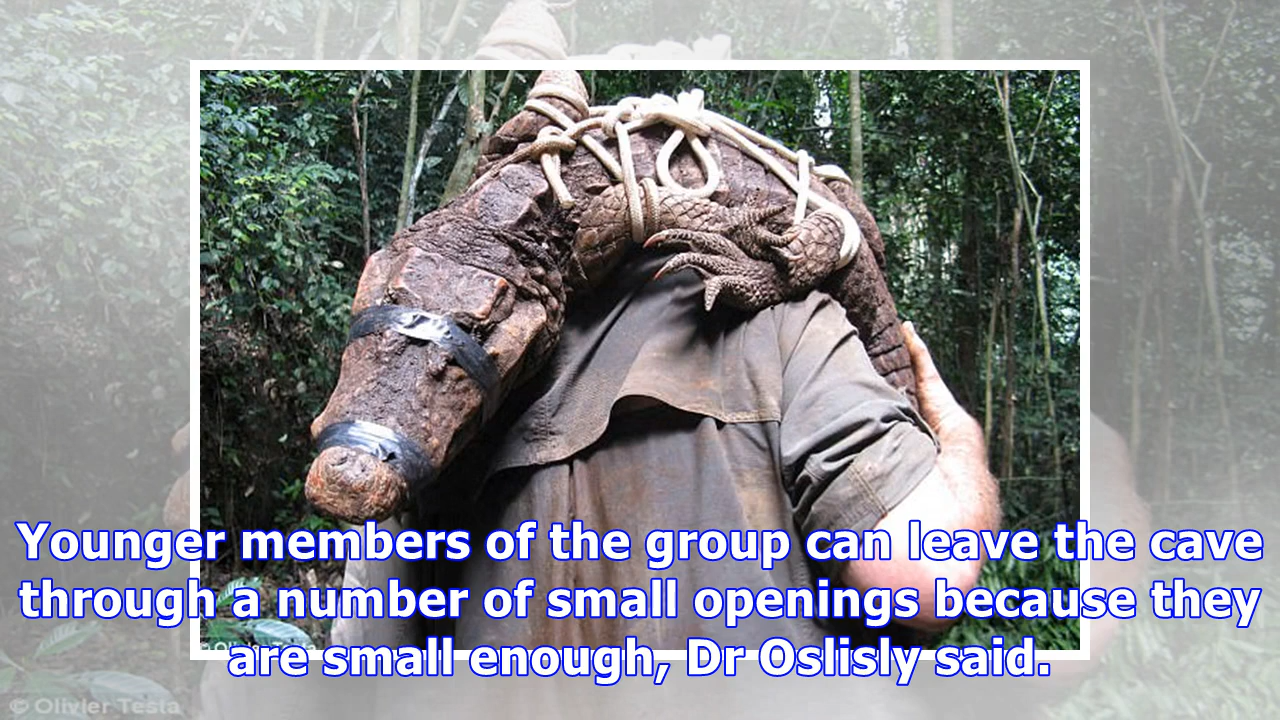 Younger members of the group can leave the cave
through a number of small openings because they
are small enough, Dr Oslisly said.
© Olivier Testa